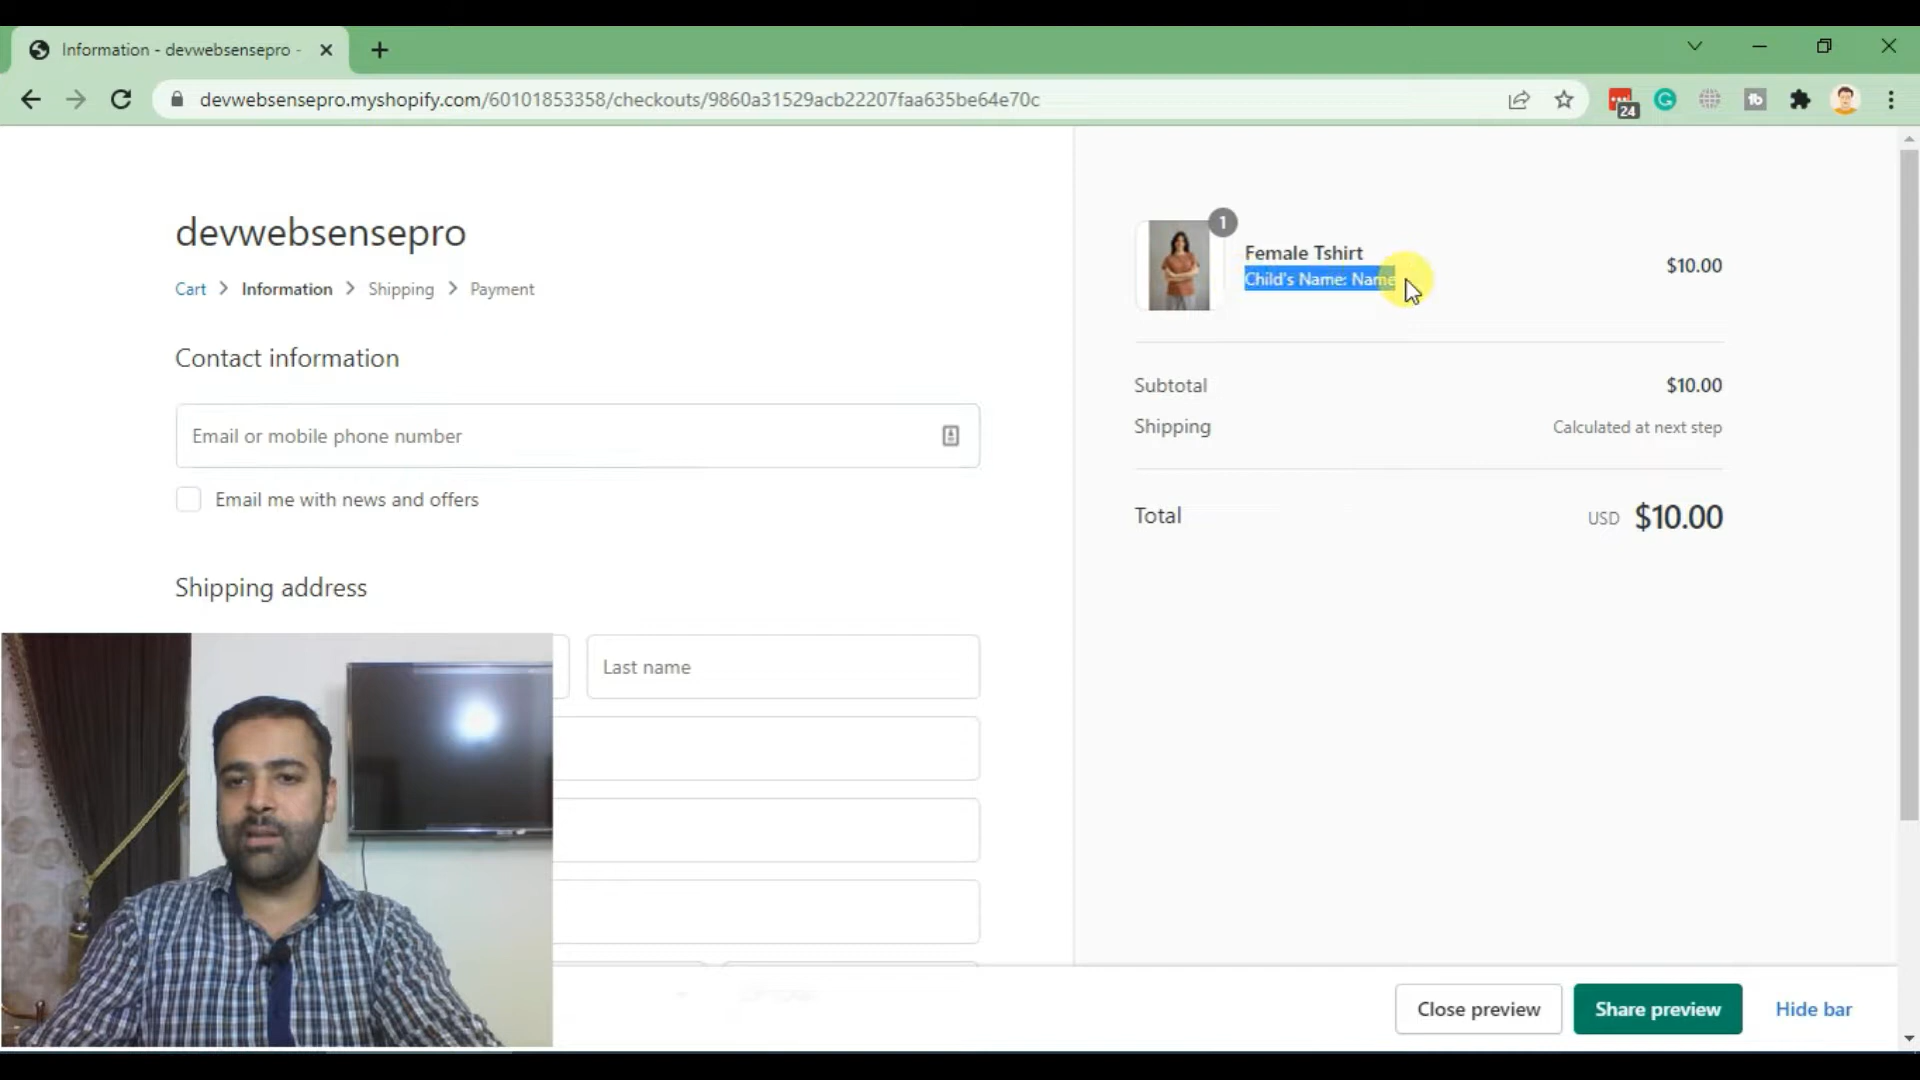 Information - devwebsensepro -
devwebsensepro.myshopify.com/60101853358/checkouts/9860a31529acb22207faa635be64e70c
24
devwebsensepro
Cart > Information > Shipping > Payment
Contact information
Email or mobile phone number
Email me with news and offers
Shipping address
Last name
1
Female Tshirt
Child's Name: Name
$10.00
Subtotal $10.00
Shipping Calculated at next step
Total USD $10.00
Close preview
Share preview
Hide bar